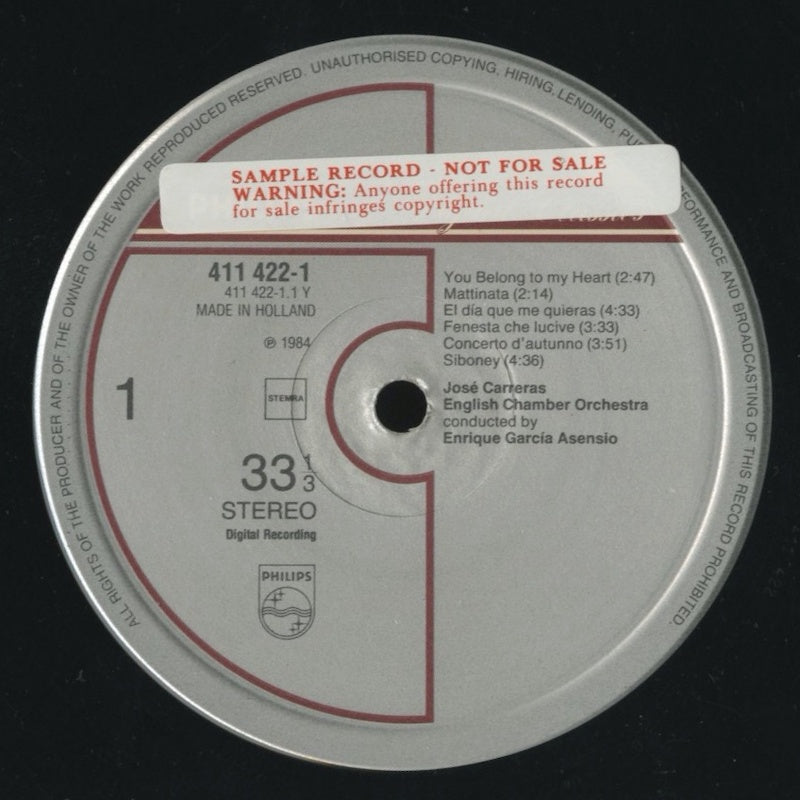 ALL RIGHTS OF THE PRODUCER AND OF THE OWNER OF THE WORK REPRODUCED RESERVED. UNAUTHORISED COPYING, HIRING, LENDING, PU PERFORMANCE AND BROADCASTING OF THIS RECORD PROHIBITED.
SAMPLE RECORD - NOT FOR SALE
WARNING: Anyone offering this record
for sale infringes copyright.
411 422-1
411 422-1.1 Y
MADE IN HOLLAND
℗ 1984
1
STEMRA
33 1/3
STEREO
Digital Recording
PHILIPS
You Belong to my Heart (2:47)
Mattinata (2:14)
El día que me quieras (4:33)
Fenesta che lucive (3:33)
Concerto d'autunno (3:51)
Siboney (4:36)
José Carreras
English Chamber Orchestra
conducted by
Enrique García Asensio